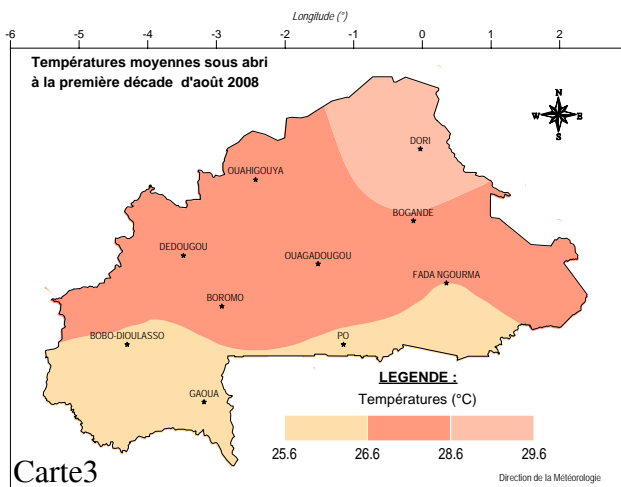 Longitude (°)
-6 -5 -4 -3 -2 -1 0 1 2
Températures moyennes sous abri
à la première décade d'août 2008
N
W E
S
DORI
OUAHIGOUYA
BOGANDE
DEDOUGOU
OUAGADOUGOU
FADA NGOURMA
BOROMO
BOBO-DIOULASSO
PO
GAOUA
LEGENDE :
Températures (°C)
25.6 26.6 28.6 29.6
Carte3
Direction de la Météorologie